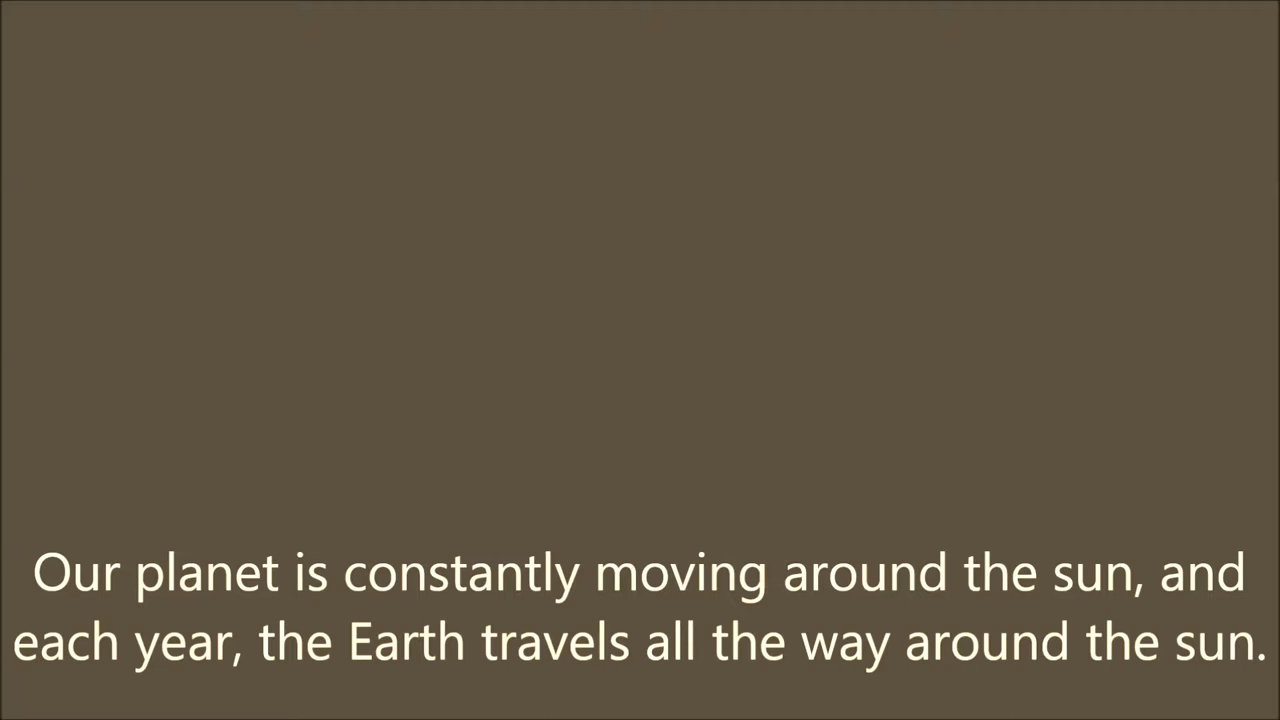 Our planet is constantly moving around the sun, and
each year, the Earth travels all the way around the sun.